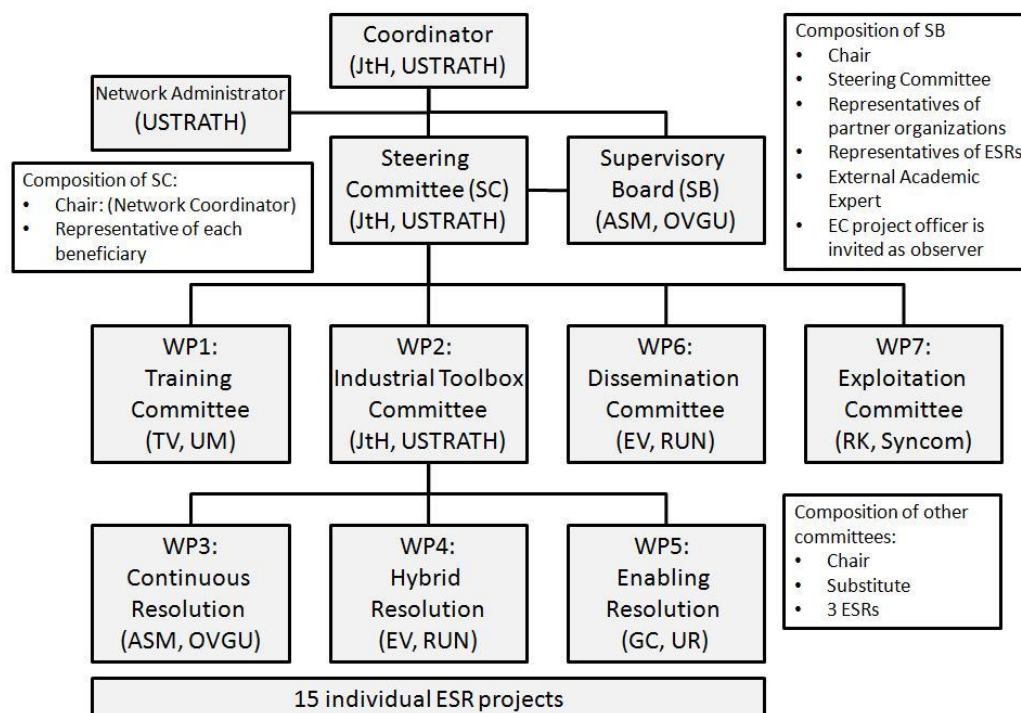 Coordinator
(JtH, USTRATH)
Network Administrator
(USTRATH)
Steering
Committee (SC)
(JtH, USTRATH)
Supervisory
Board (SB)
(ASM, OVGU)
Composition of SB
• Chair
• Steering Committee
• Representatives of
partner organizations
• Representatives of ESRs
• External Academic
Expert
• EC project officer is
invited as observer
Composition of SC:
• Chair: (Network Coordinator)
• Representative of each
beneficiary
WP1:
Training
Committee
(TV, UM)
WP2:
Industrial Toolbox
Committee
(JtH, USTRATH)
WP6:
Dissemination
Committee
(EV, RUN)
WP7:
Exploitation
Committee
(RK, Syncom)
WP3:
Continuous
Resolution
(ASM, OVGU)
WP4:
Hybrid
Resolution
(EV, RUN)
WP5:
Enabling
Resolution
(GC, UR)
Composition of other
committees:
• Chair
• Substitute
• 3 ESRs
15 individual ESR projects